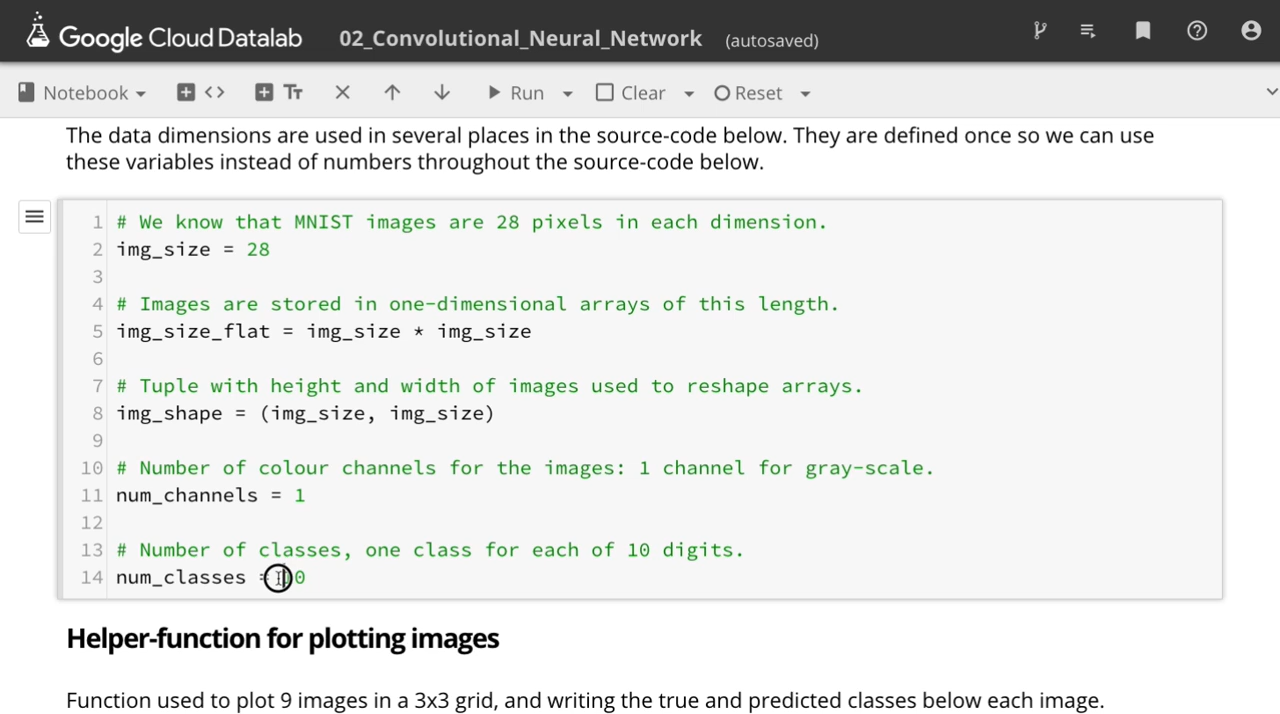 Google Cloud Datalab 02_Convolutional_Neural_Network (autosaved)
Notebook Tт Run Clear Reset
The data dimensions are used in several places in the source-code below. They are defined once so we can use
these variables instead of numbers throughout the source-code below.
1 # We know that MNIST images are 28 pixels in each dimension.
2 img_size = 28
3
4 # Images are stored in one-dimensional arrays of this length.
5 img_size_flat = img_size * img_size
6
7 # Tuple with height and width of images used to reshape arrays.
8 img_shape = (img_size, img_size)
9
10 # Number of colour channels for the images: 1 channel for gray-scale.
11 num_channels = 1
12
13 # Number of classes, one class for each of 10 digits.
14 num_classes = 10
Helper-function for plotting images
Function used to plot 9 images in a 3x3 grid, and writing the true and predicted classes below each image.